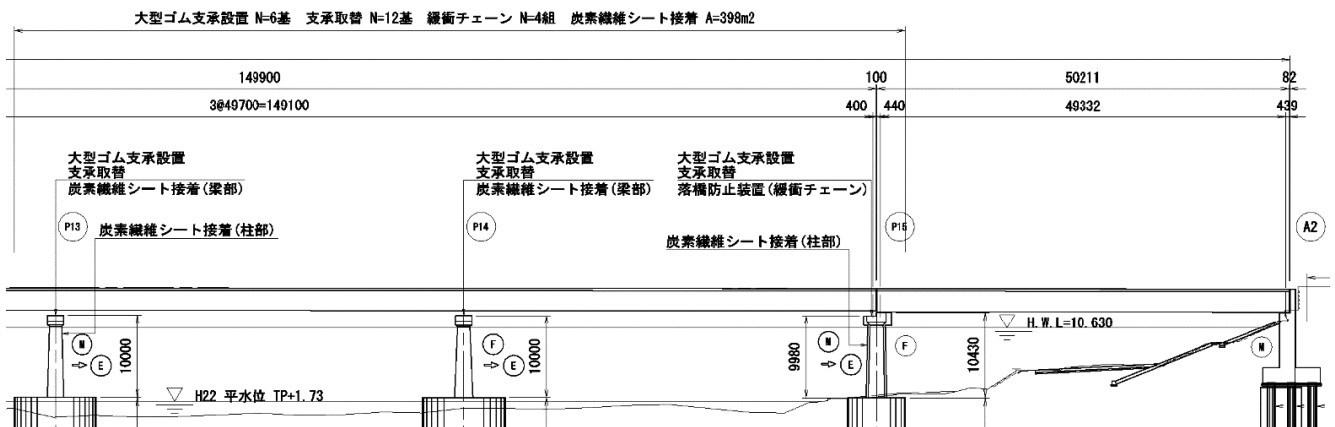 大型ゴム支承設置 N=6基 支承取替 N=12基 緩衝チェーン N=4組 炭素繊維シート接着 A=398m2
149900 100 50211 82
3@49700=149100 400 440 49332 439
大型ゴム支承設置
支承取替
炭素繊維シート接着(梁部)
大型ゴム支承設置
支承取替
炭素繊維シート接着(梁部)
大型ゴム支承設置
支承取替
落橋防止装置(緩衝チェーン)
P13
炭素繊維シート接着(柱部)
P14
炭素繊維シート接着(柱部)
P15
A2
H.W.L=10.630
M
E
10000
F
E
10000
9980
M
E
F
10430
M
H22 平水位 TP+1.73